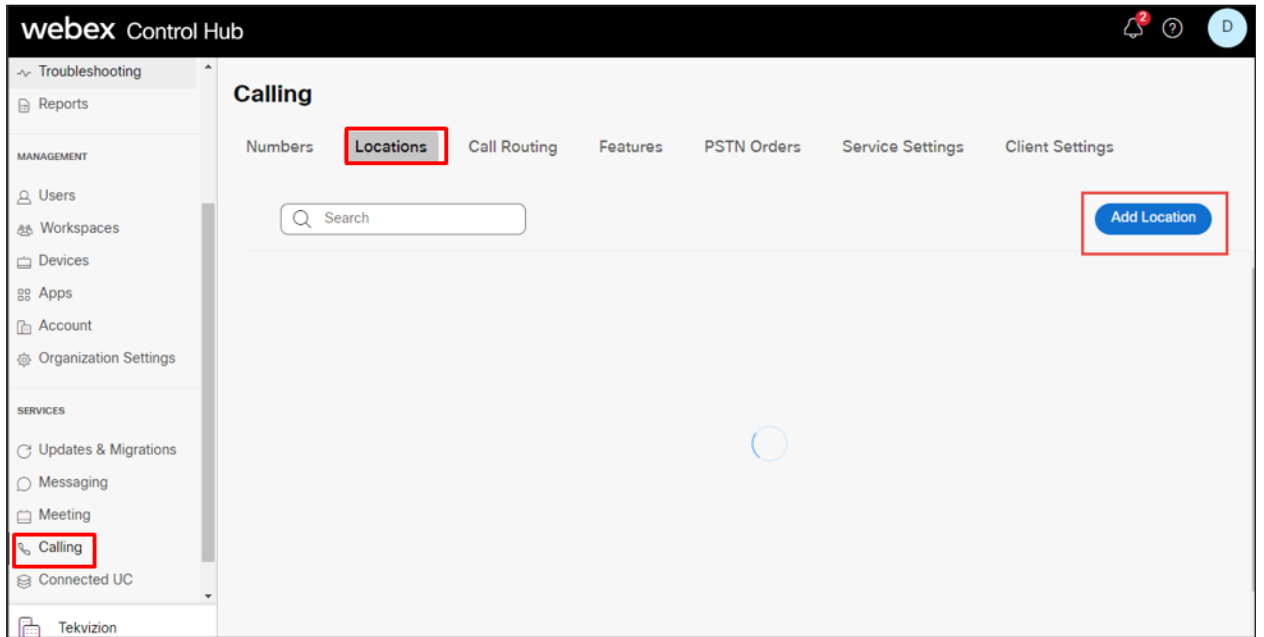 webex Control Hub
2
D
Troubleshooting
Reports
MANAGEMENT
Users
Workspaces
Devices
Apps
Account
Organization Settings
SERVICES
Updates & Migrations
Messaging
Meeting
Calling
Connected UC
Tekvizion
Calling
Numbers Locations Call Routing Features PSTN Orders Service Settings Client Settings
Search
Add Location